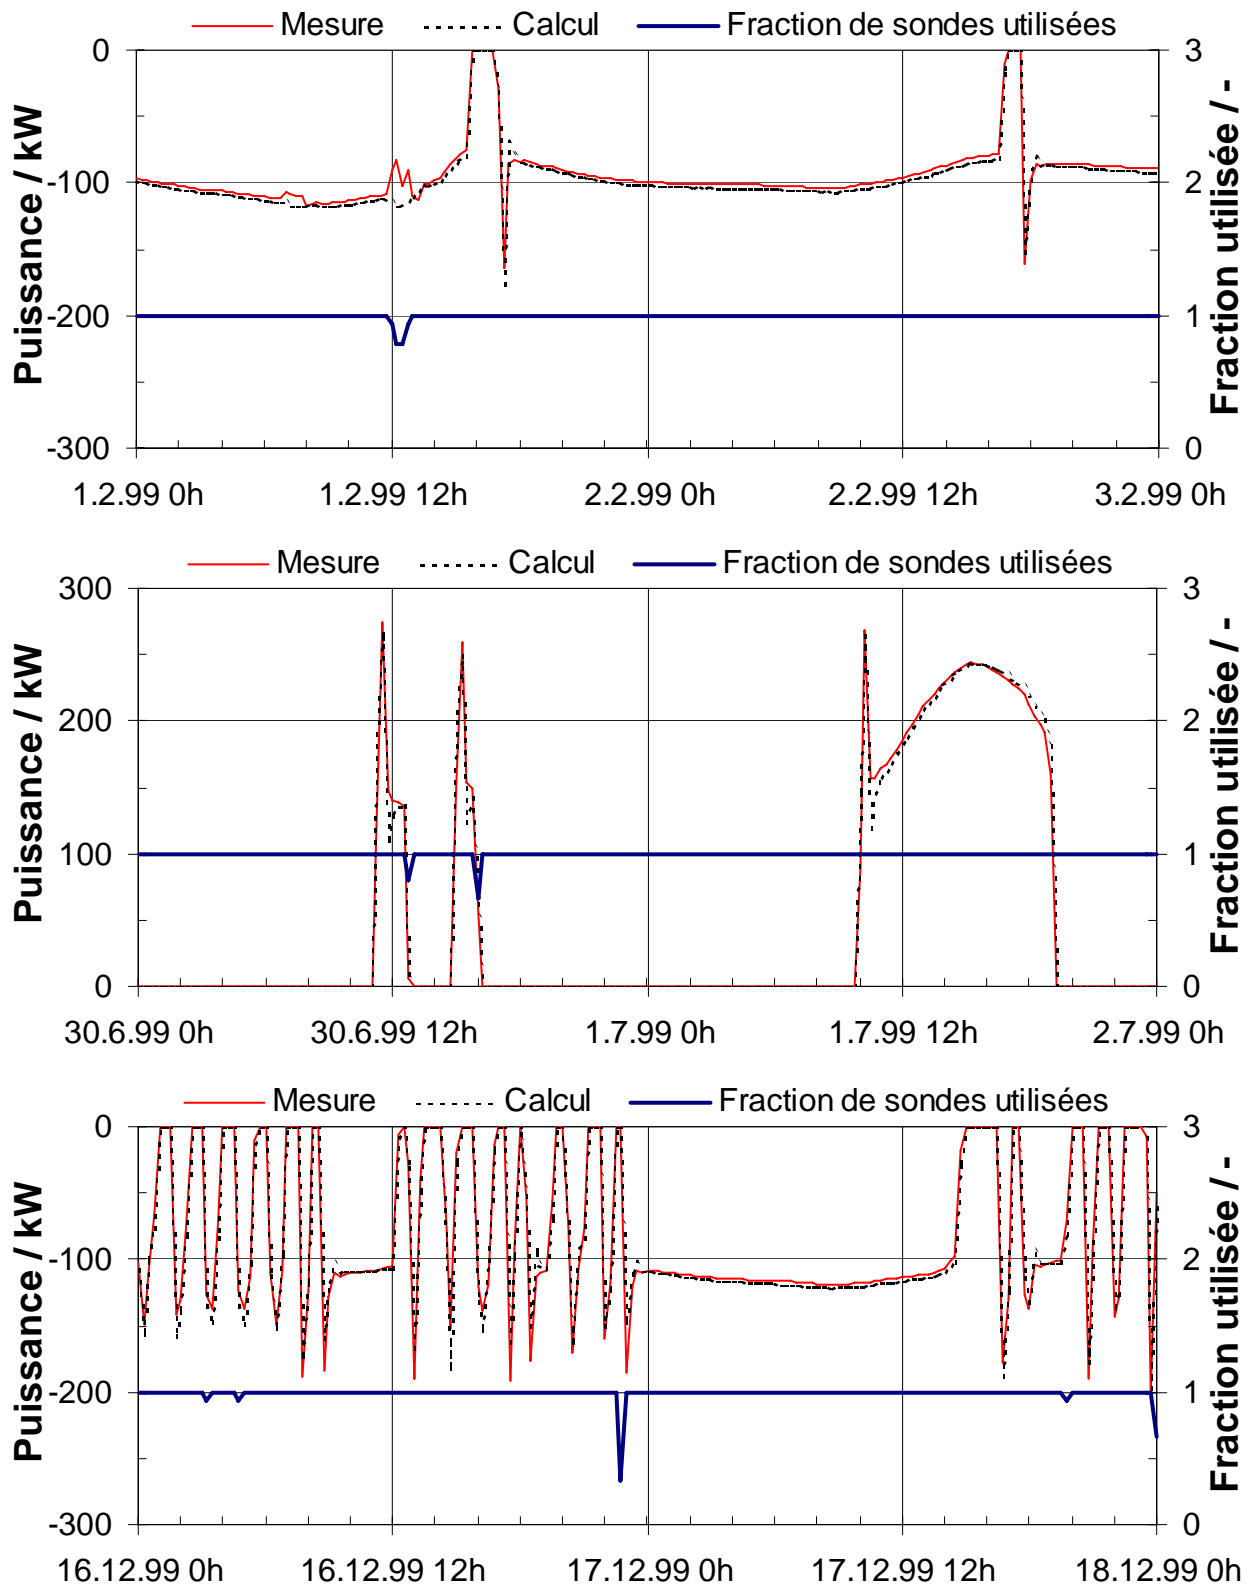 Mesure Calcul Fraction de sondes utilisées
0 3
-100 2
-200 1
-300 0
Puissance / kW
Fraction utilisée / -
1.2.99 0h 1.2.99 12h 2.2.99 0h 2.2.99 12h 3.2.99 0h
Mesure Calcul Fraction de sondes utilisées
300 3
200 2
100 1
0 0
Puissance / kW
Fraction utilisée / -
30.6.99 0h 30.6.99 12h 1.7.99 0h 1.7.99 12h 2.7.99 0h
Mesure Calcul Fraction de sondes utilisées
0 3
-100 2
-200 1
-300 0
Puissance / kW
Fraction utilisée / -
16.12.99 0h 16.12.99 12h 17.12.99 0h 17.12.99 12h 18.12.99 0h